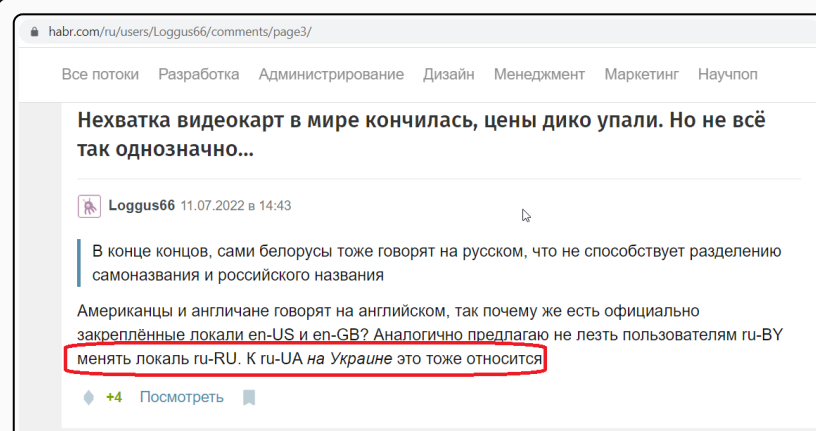 habr.com/ru/users/Loggus66/comments/page3/
Все потоки Разработка Администрирование Дизайн Менеджмент Маркетинг Научпоп
Нехватка видеокарт в мире кончилась, цены дико упали. Но не всё
так однозначно...
Loggus66 11.07.2022 в 14:43
В конце концов, сами белорусы тоже говорят на русском, что не способствует разделению
самоназвания и российского названия
Американцы и англичане говорят на английском, так почему же есть официально
закреплённые локали en-US и en-GB? Аналогично предлагаю не лезть пользователям ru-BY
менять локаль ru-RU. К ru-UA на Украине это тоже относится
+4 Посмотреть